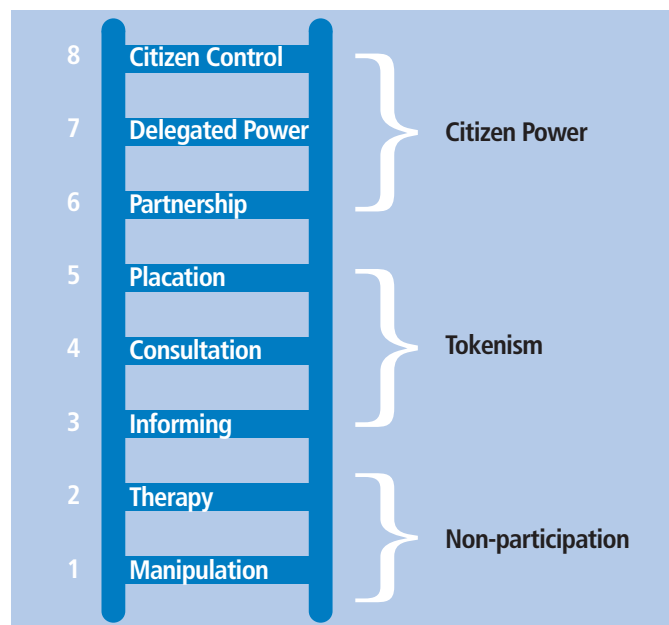 8 Citizen Control
7 Delegated Power
Citizen Power
6 Partnership
5 Placation
4 Consultation
Tokenism
3 Informing
2 Therapy
Non-participation
1 Manipulation